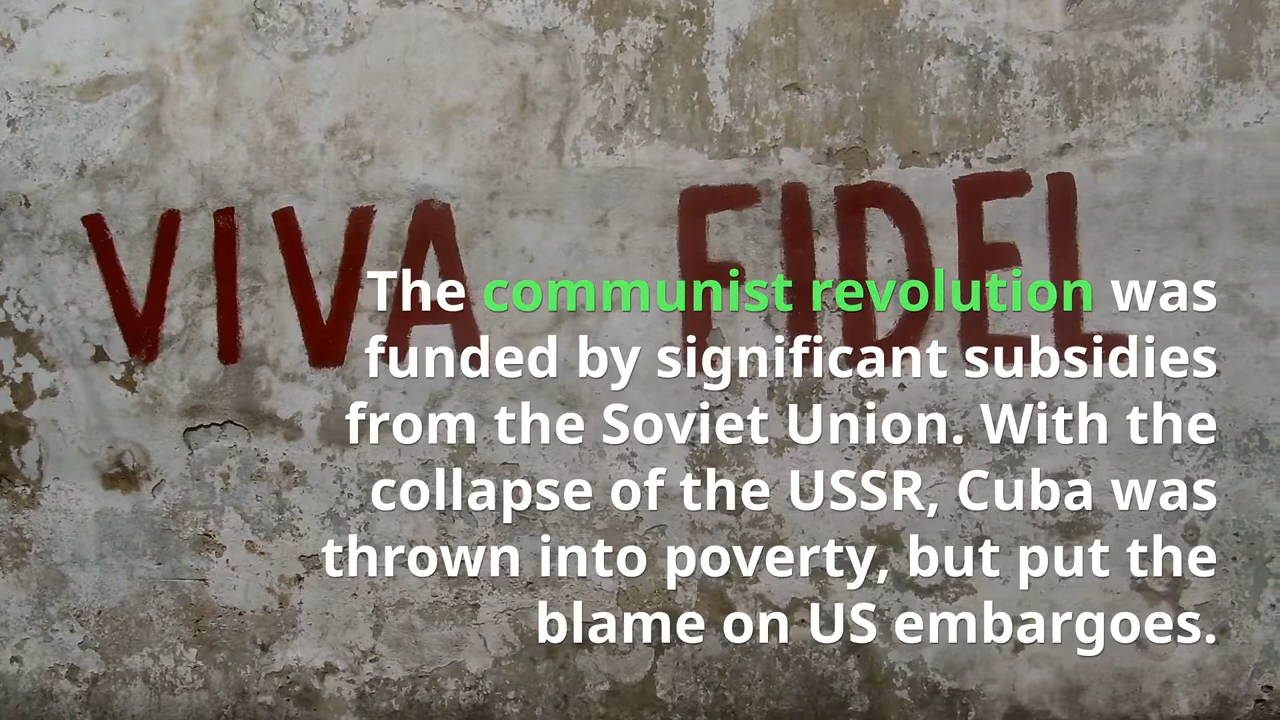 VIVA FIDEL
The communist revolution was
funded by significant subsidies
from the Soviet Union. With the
collapse of the USSR, Cuba was
thrown into poverty, but put the
blame on US embargoes.